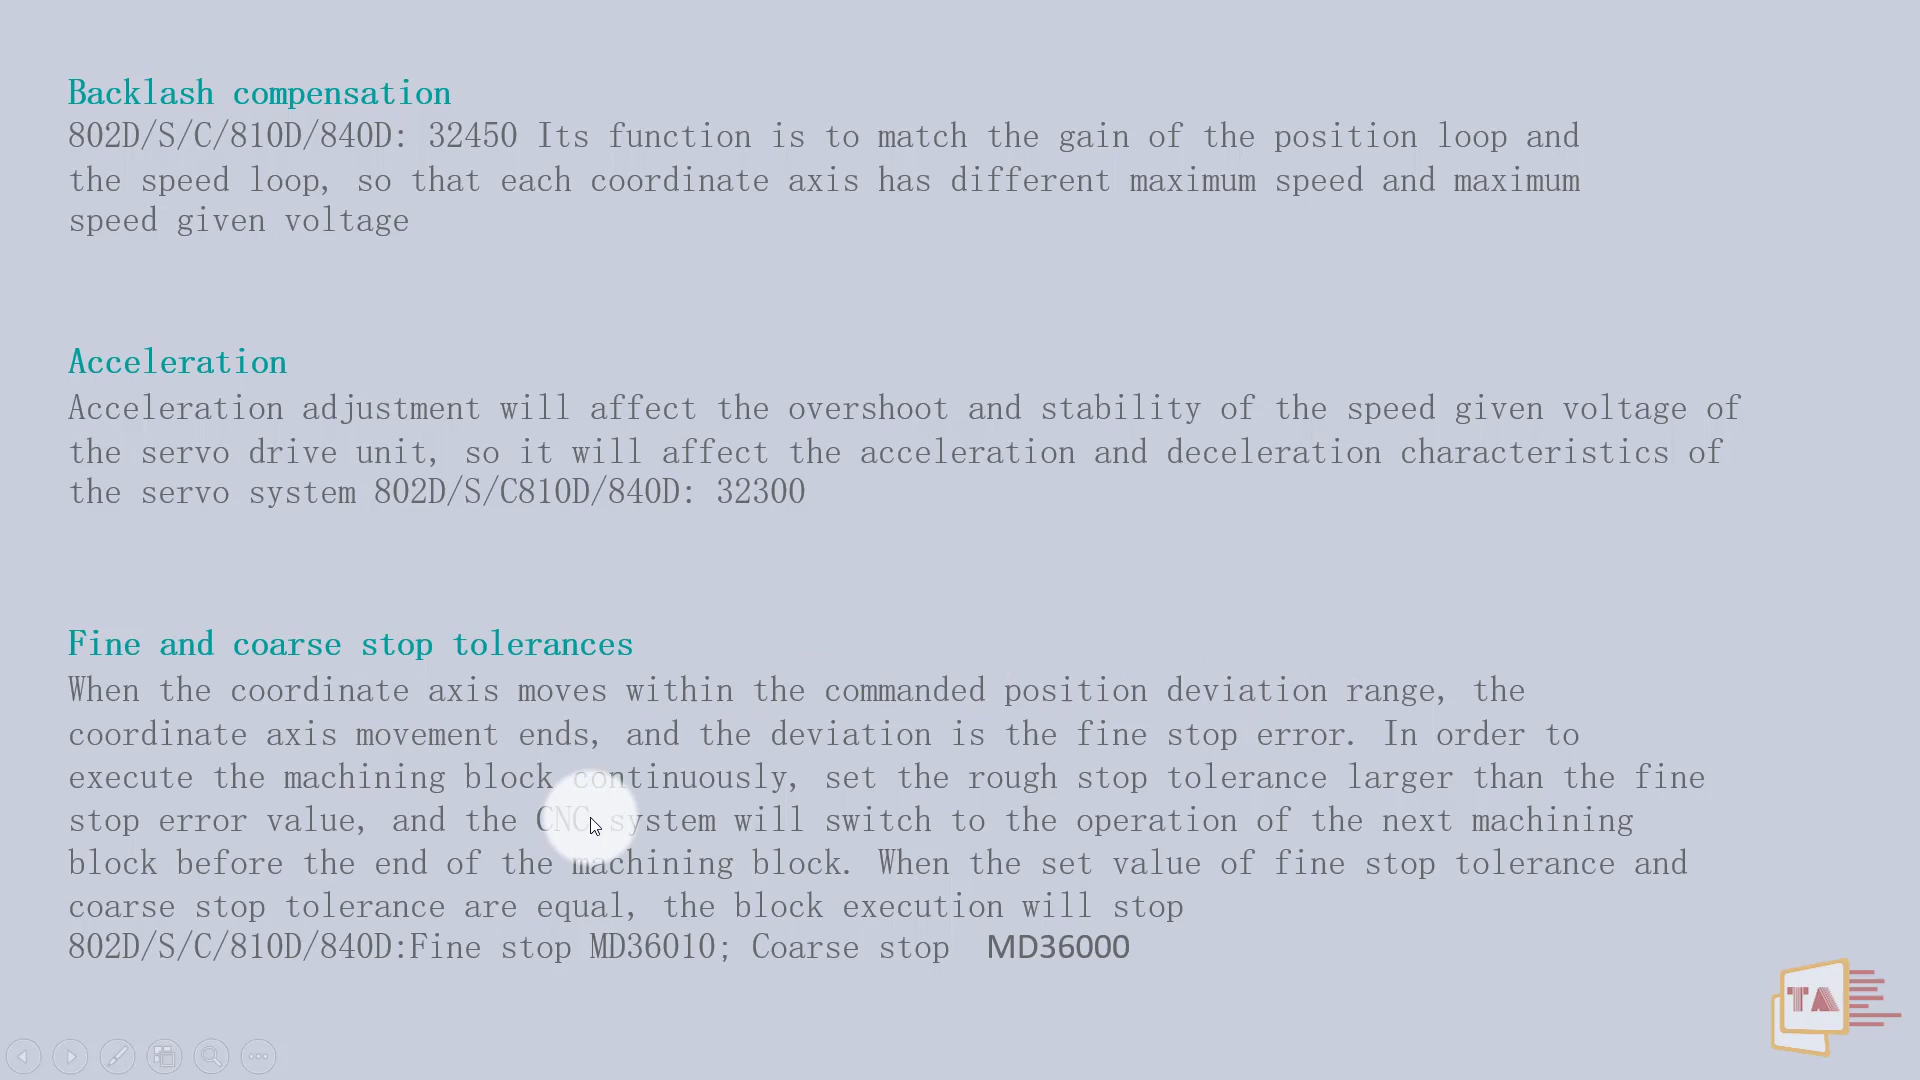 Backlash compensation
802D/S/C/810D/840D: 32450 Its function is to match the gain of the position loop and
the speed loop, so that each coordinate axis has different maximum speed and maximum
speed given voltage
Acceleration
Acceleration adjustment will affect the overshoot and stability of the speed given voltage of
the servo drive unit, so it will affect the acceleration and deceleration characteristics of
the servo system 802D/S/C810D/840D: 32300
Fine and coarse stop tolerances
When the coordinate axis moves within the commanded position deviation range, the
coordinate axis movement ends, and the deviation is the fine stop error. In order to
execute the machining block continuously, set the rough stop tolerance larger than the fine
stop error value, and the CNC system will switch to the operation of the next machining
block before the end of the machining block. When the set value of fine stop tolerance and
coarse stop tolerance are equal, the block execution will stop
802D/S/C/810D/840D:Fine stop MD36010; Coarse stop MD36000
TA